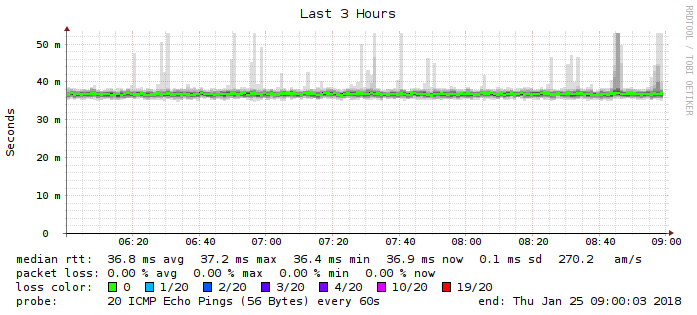 Last 3 Hours
RRDTOOL / TOBI OETIKER
Seconds
50 m
40 m
30 m
20 m
10 m
0
06:20 06:40 07:00 07:20 07:40 08:00 08:20 08:40 09:00
median rtt: 36.8 ms avg 37.2 ms max 36.4 ms min 36.9 ms now 0.1 ms sd 270.2 am/s
packet loss: 0.00 % avg 0.00 % max 0.00 % min 0.00 % now
loss color: 0 1/20 2/20 3/20 4/20 10/20 19/20
probe: 20 ICMP Echo Pings (56 Bytes) every 60s end: Thu Jan 25 09:00:03 2018